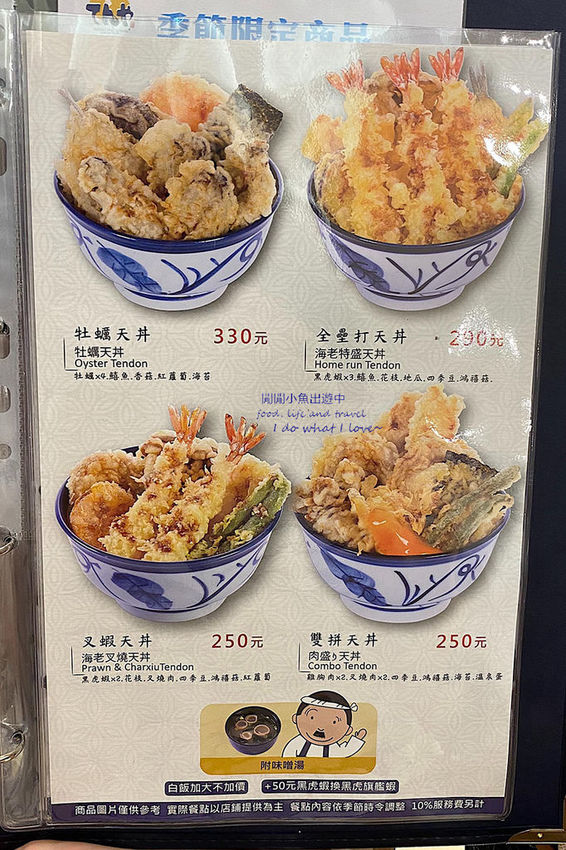 てんや
季節限定商品
牡蠣天丼 330元
牡蠣天丼
Oyster Tendon
牡蠣x4.鱚魚.香菇.紅蘿蔔.海苔
全壘打天丼 290元
海老特盛天丼
Home run Tendon
黑虎蝦x3.鱚魚.花枝.地瓜.四季豆.鴻禧菇.
閒閒小魚出遊中
food, life and travel
I do what I love~
叉蝦天丼 250元
海老叉燒天丼
Prawn & CharxiuTendon
黑虎蝦x2.花枝.叉燒肉.四季豆.鴻禧菇.紅蘿蔔
雙拼天丼 250元
肉盛り天丼
Combo Tendon
雞胸肉x2.叉燒肉x2.四季豆.鴻禧菇.海苔.溫泉蛋
附味噌湯
白飯加大不加價 +50元黑虎蝦換黑虎旗艦蝦
商品圖片僅供參考 實際餐點以店鋪提供為主 餐點內容依季節時令調整 10%服務費另計